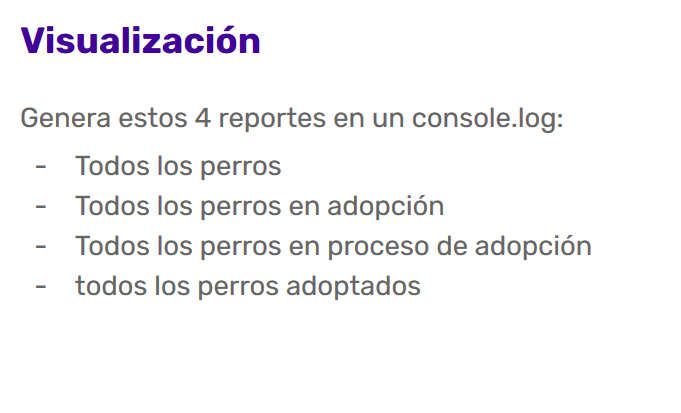 Visualización
Genera estos 4 reportes en un console.log:
- Todos los perros
- Todos los perros en adopción
- Todos los perros en proceso de adopción
- todos los perros adoptados